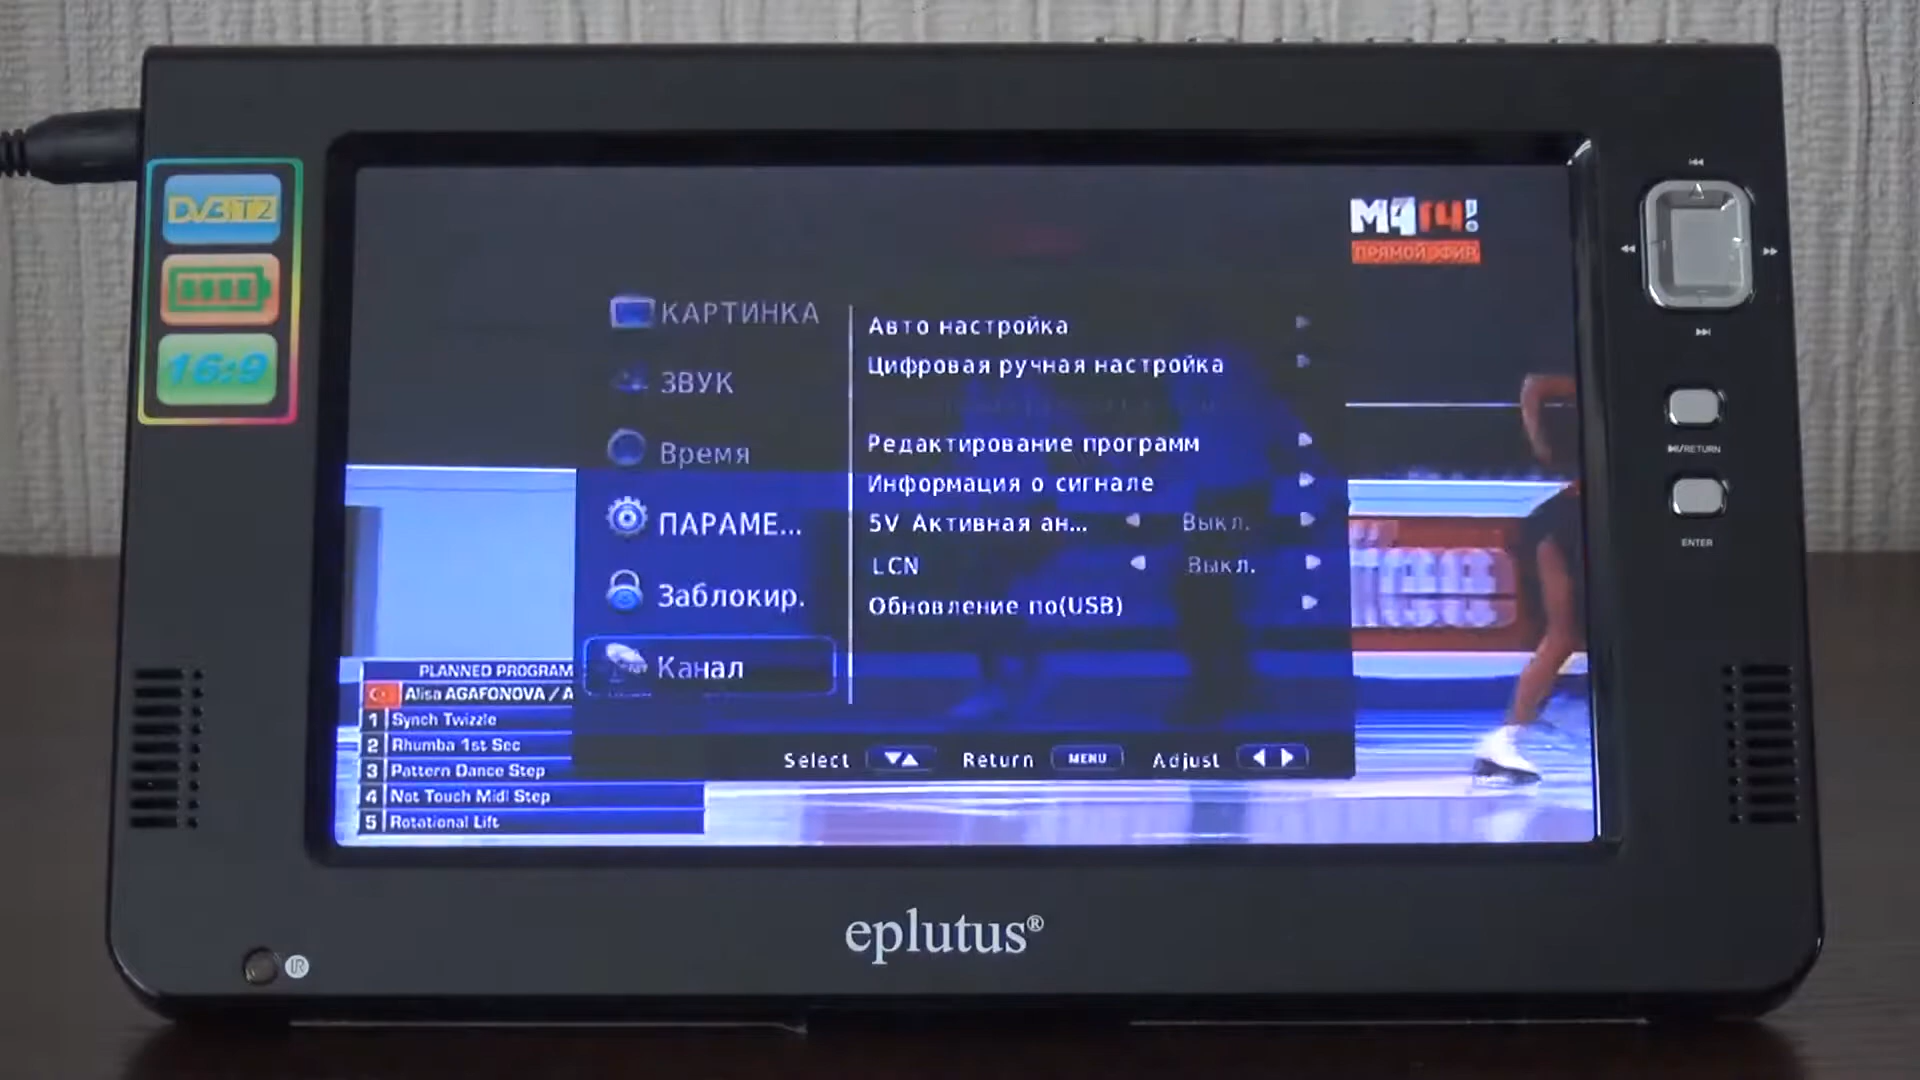 DVB T2
16:9
МАТЧ!
ПРЯМОЙ ЭФИР
КАРТИНКА
ЗВУК
Время
ПАРАМЕ...
Заблокир.
Канал
Авто настройка
Цифровая ручная настройка
Редактирование программ
Информация о сигнале
5V Активная ан... Выкл.
LCN Выкл.
Обновление по(USB)
Select Return MENU Adjust
PLANNED PROGRAM
Alisa AGAFONOVA / A
1 Synch Twizzle
2 Rhumba 1st Sec
3 Pattern Dance Step
4 Not Touch Midl Step
5 Rotational Lift
/RETURN
ENTER
eplutus®
IR